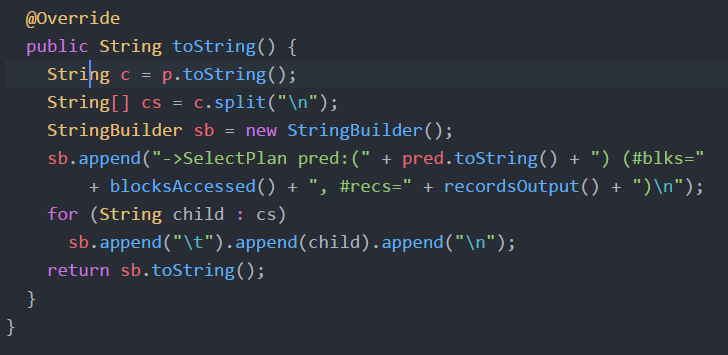 @Override
public String toString() {
String c = p.toString();
String[] cs = c.split("\n");
StringBuilder sb = new StringBuilder();
sb.append("->SelectPlan pred:(" + pred.toString() + ") (#blks="
+ blocksAccessed() + ", #recs=" + recordsOutput() + ")\n");
for (String child : cs)
sb.append("\t").append(child).append("\n");
return sb.toString();
}
}